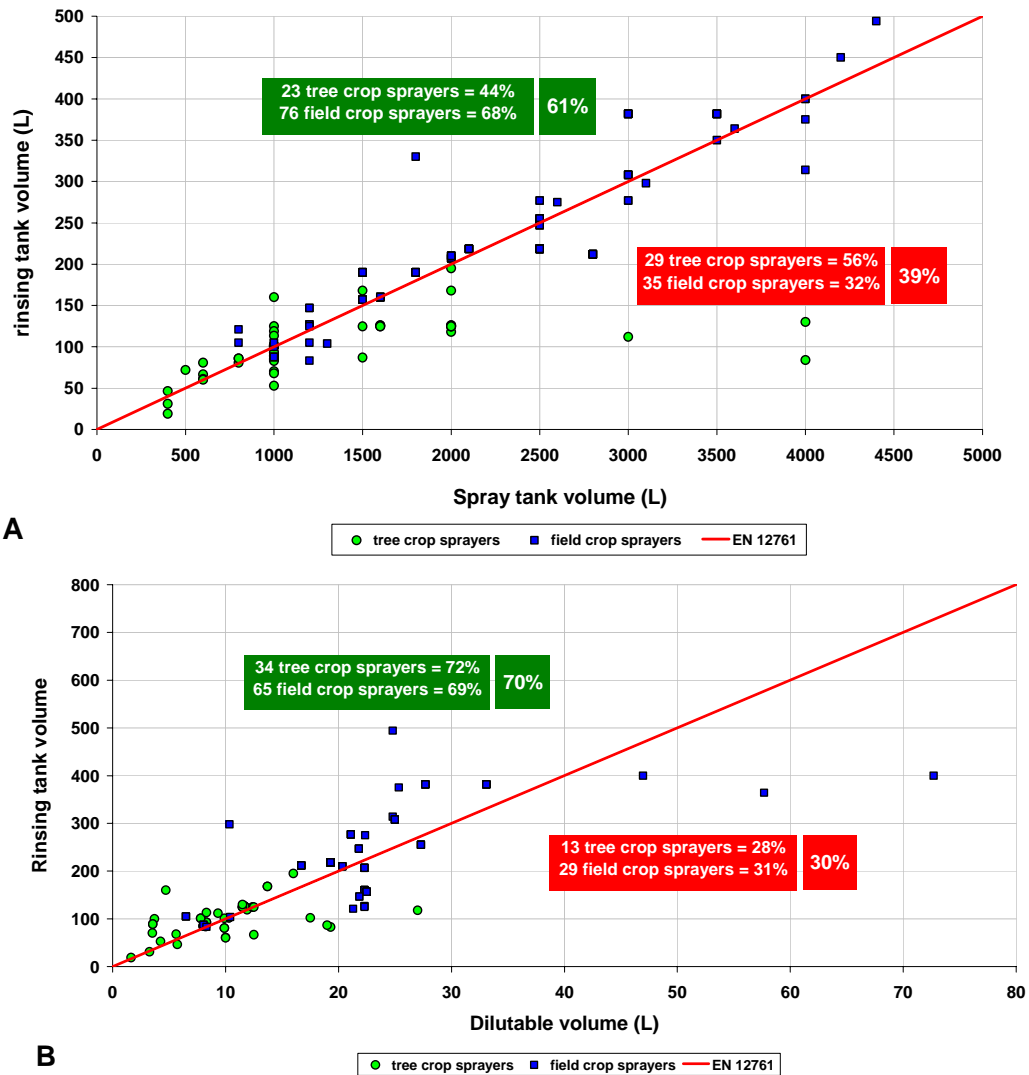 500
450
400
350
300
250
200
150
100
50
0
rinsing tank volume (L)
23 tree crop sprayers = 44%
76 field crop sprayers = 68%
61%
29 tree crop sprayers = 56%
35 field crop sprayers = 32%
39%
0 500 1000 1500 2000 2500 3000 3500 4000 4500 5000
Spray tank volume (L)
A
tree crop sprayers field crop sprayers EN 12761
800
700
600
500
400
300
200
100
0
Rinsing tank volume
34 tree crop sprayers = 72%
65 field crop sprayers = 69%
70%
13 tree crop sprayers = 28%
29 field crop sprayers = 31%
30%
0 10 20 30 40 50 60 70 80
Dilutable volume (L)
B
tree crop sprayers field crop sprayers EN 12761